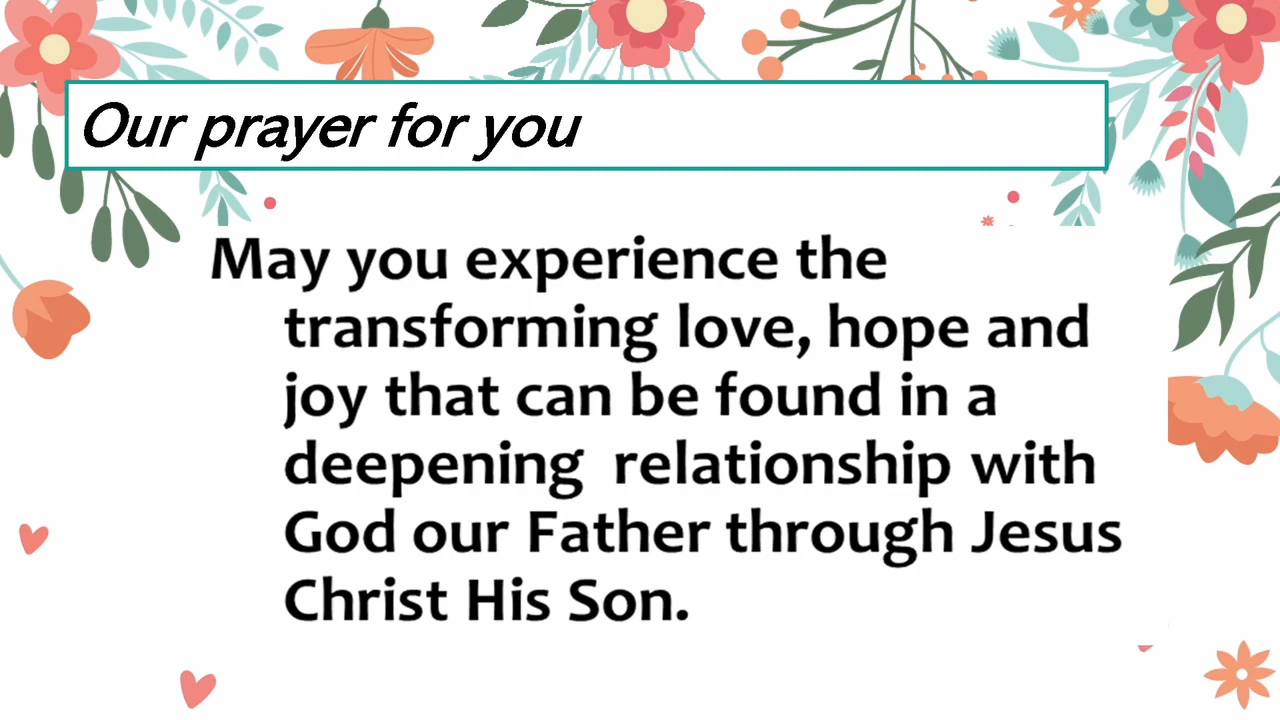 Our prayer for you
May you experience the
transforming love, hope and
joy that can be found in a
deepening relationship with
God our Father through Jesus
Christ His Son.